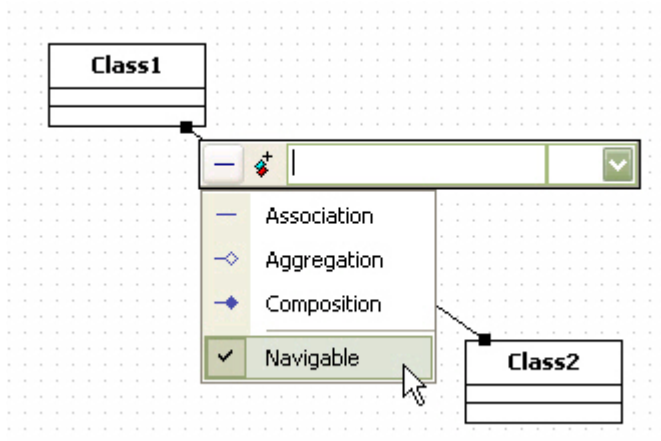 Class1
Association
Aggregation
Composition
Navigable
Class2